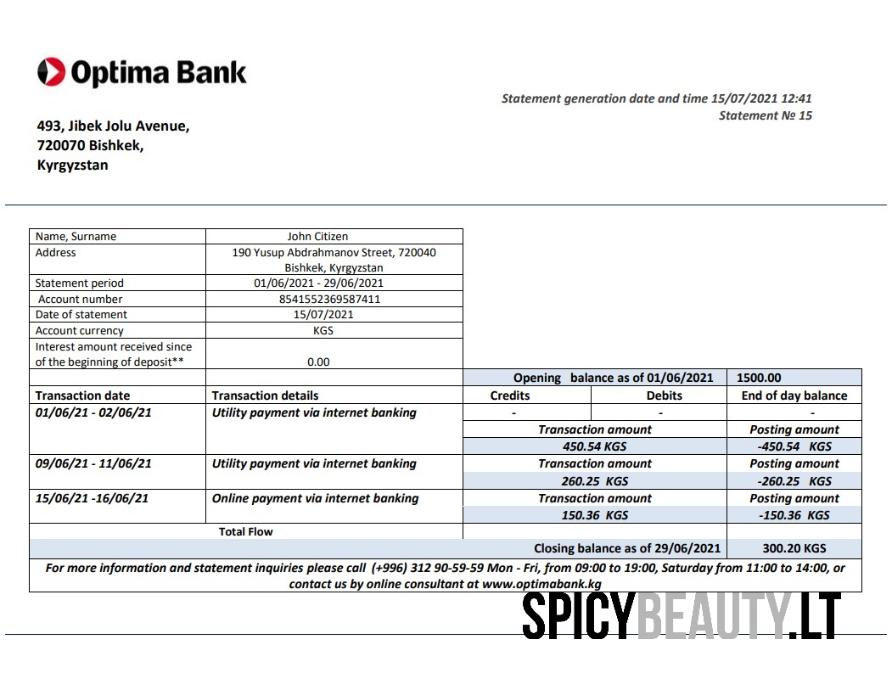 Optima Bank
Statement generation date and time 15/07/2021 12:41
Statement № 15
493, Jibek Jolu Avenue,
720070 Bishkek,
Kyrgyzstan
Name, Surname John Citizen
Address 190 Yusup Abdrahmanov Street, 720040
Bishkek, Kyrgyzstan
Statement period 01/06/2021 - 29/06/2021
Account number 8541552369587411
Date of statement 15/07/2021
Account currency KGS
Interest amount received since
of the beginning of deposit** 0.00
Opening balance as of 01/06/2021 1500.00
Transaction date Transaction details Credits Debits End of day balance
01/06/21 - 02/06/21 Utility payment via internet banking - - -
Transaction amount Posting amount
450.54 KGS -450.54 KGS
09/06/21 - 11/06/21 Utility payment via internet banking Transaction amount Posting amount
260.25 KGS -260.25 KGS
15/06/21 -16/06/21 Online payment via internet banking Transaction amount Posting amount
150.36 KGS -150.36 KGS
Total Flow
Closing balance as of 29/06/2021 300.20 KGS
For more information and statement inquiries please call (+996) 312 90-59-59 Mon - Fri, from 09:00 to 19:00, Saturday from 11:00 to 14:00, or
contact us by online consultant at www.optimabank.kg
SPICYBEAUTY.LT